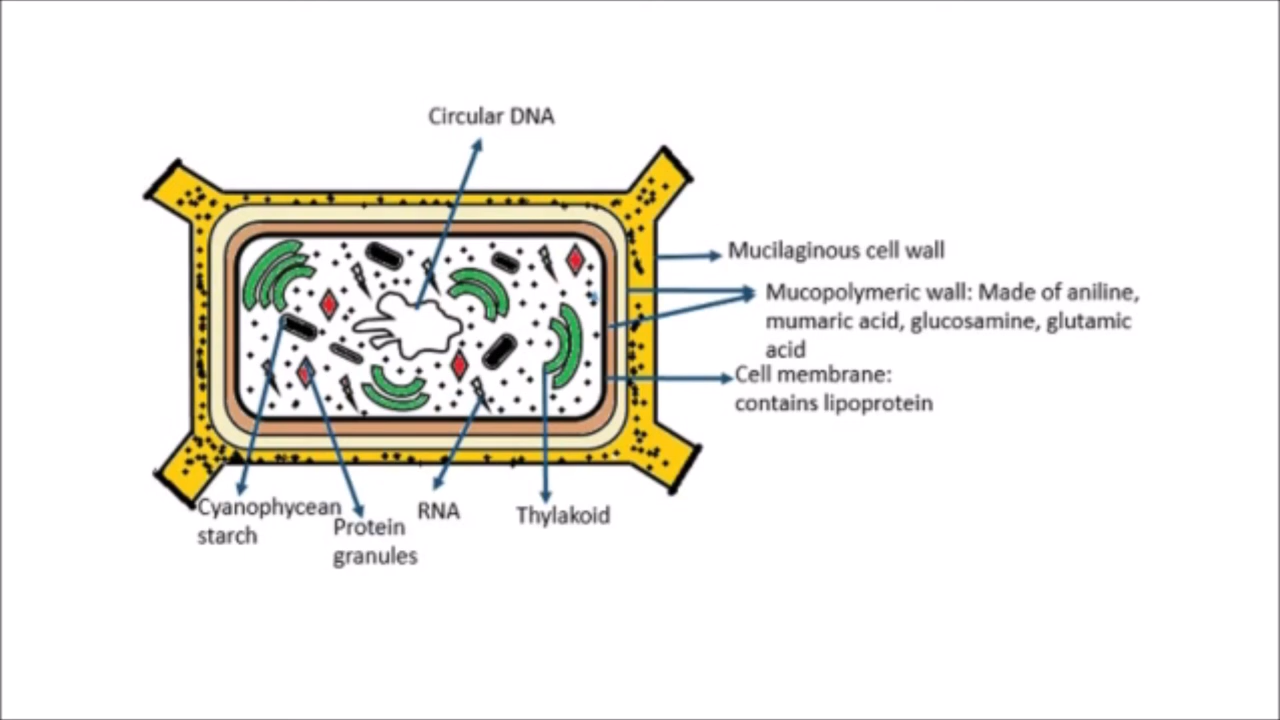 Circular DNA
Mucilaginous cell wall
Mucopolymeric wall: Made of aniline,
mumaric acid, glucosamine, glutamic
acid
Cell membrane:
contains lipoprotein
Cyanophycean
starch
Protein
granules
RNA
Thylakoid